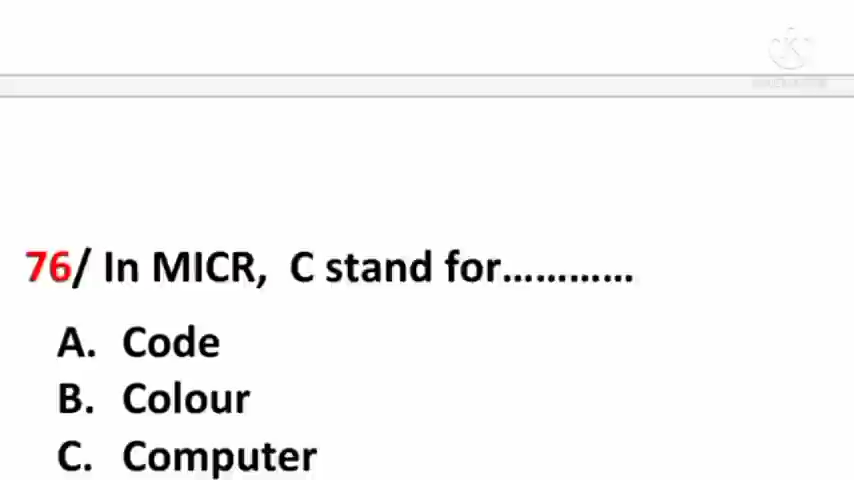 76/ In MICR,  C stand for............
A. Code
B. Colour
C. Computer